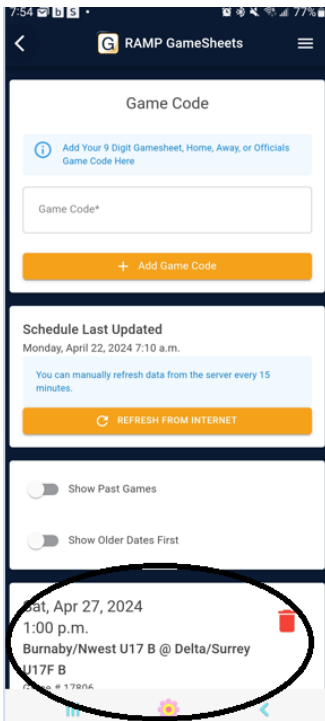 7:54
77%
RAMP GameSheets
Game Code
Add Your 9 Digit Gamesheet, Home, Away, or Officials
Game Code Here
Game Code*
+ Add Game Code
Schedule Last Updated
Monday, April 22, 2024 7:10 a.m.
You can manually refresh data from the server every 15
minutes.
REFRESH FROM INTERNET
Show Past Games
Show Older Dates First
Sat, Apr 27, 2024
1:00 p.m.
Burnaby/Nwest U17 B @ Delta/Surrey
U17F B
Game # 17806